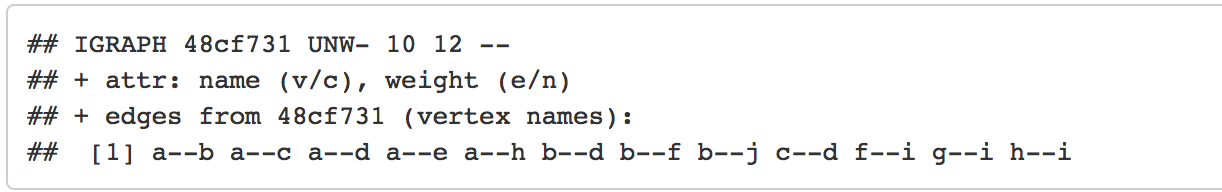 ## IGRAPH 48cf731 UNW- 10 12 --
## + attr: name (v/c), weight (e/n)
## + edges from 48cf731 (vertex names):
##  [1] a--b a--c a--d a--e a--h b--d b--f b--j c--d f--i g--i h--i